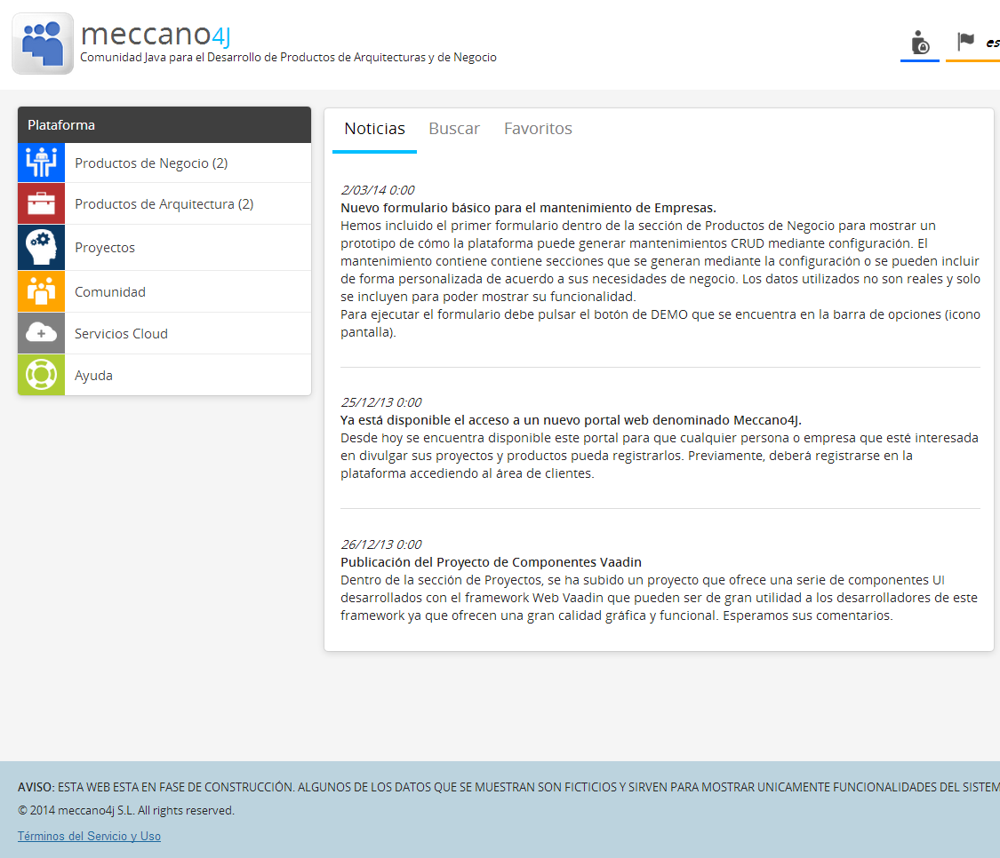 meccano4J
Comunidad Java para el Desarrollo de Productos de Arquitecturas y de Negocio
es
Plataforma
Productos de Negocio (2)
Productos de Arquitectura (2)
Proyectos
Comunidad
Servicios Cloud
Ayuda
Noticias Buscar Favoritos
2/03/14 0:00
Nuevo formulario básico para el mantenimiento de Empresas.
Hemos incluido el primer formulario dentro de la sección de Productos de Negocio para mostrar un
prototipo de cómo la plataforma puede generar mantenimientos CRUD mediante configuración. El
mantenimiento contiene contiene secciones que se generan mediante la configuración o se pueden incluir
de forma personalizada de acuerdo a sus necesidades de negocio. Los datos utilizados no son reales y solo
se incluyen para poder mostrar su funcionalidad.
Para ejecutar el formulario debe pulsar el botón de DEMO que se encuentra en la barra de opciones (icono
pantalla).
25/12/13 0:00
Ya está disponible el acceso a un nuevo portal web denominado Meccano4J.
Desde hoy se encuentra disponible este portal para que cualquier persona o empresa que esté interesada
en divulgar sus proyectos y productos pueda registrarlos. Previamente, deberá registrarse en la
plataforma accediendo al área de clientes.
26/12/13 0:00
Publicación del Proyecto de Componentes Vaadin
Dentro de la sección de Proyectos, se ha subido un proyecto que ofrece una serie de componentes UI
desarrollados con el framework Web Vaadin que pueden ser de gran utilidad a los desarrolladores de este
framework ya que ofrecen una gran calidad gráfica y funcional. Esperamos sus comentarios.
AVISO: ESTA WEB ESTA EN FASE DE CONSTRUCCIÓN. ALGUNOS DE LOS DATOS QUE SE MUESTRAN SON FICTICIOS Y SIRVEN PARA MOSTRAR UNICAMENTE FUNCIONALIDADES DEL SISTEM
© 2014 meccano4j S.L. All rights reserved.
Términos del Servicio y Uso